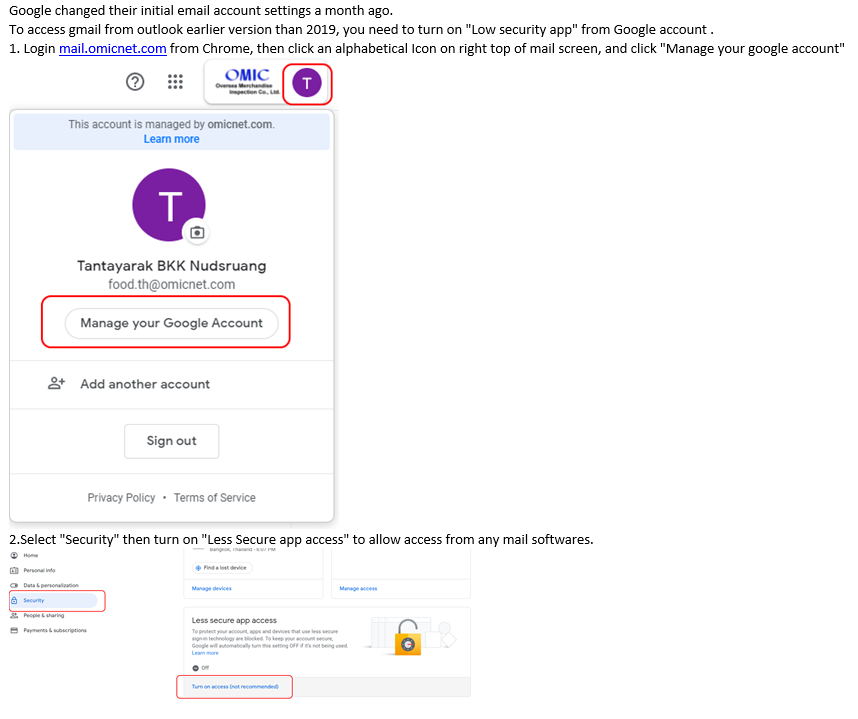 Google changed their initial email account settings a month ago.
To access gmail from outlook earlier version than 2019, you need to turn on "Low security app" from Google account .
1. Login mail.omicnet.com from Chrome, then click an alphabetical Icon on right top of mail screen, and click "Manage your google account"
OMIC
Overseas Merchandise
Inspection Co., Ltd.
T
This account is managed by omicnet.com.
Learn more
T
Tantayarak BKK Nudsruang
food.th@omicnet.com
Manage your Google Account
Add another account
Sign out
Privacy Policy • Terms of Service
2.Select "Security" then turn on "Less Secure app access" to allow access from any mail softwares.
Home
Personal info
Data & personalization
Security
People & sharing
Payments & subscriptions
Bangkok, Thailand - 6:07 PM
Find a lost device
Manage devices
Manage access
Less secure app access
To protect your account, apps and devices that use less secure
sign-in technology are blocked. To keep your account secure,
Google will automatically turn this setting OFF if it's not being used.
Learn more
Off
Turn on access (not recommended)